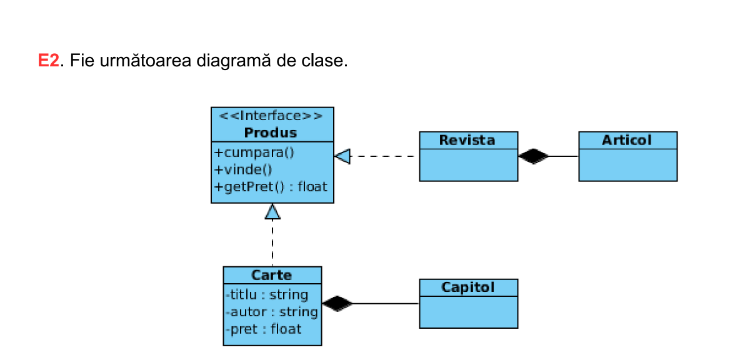 E2. Fie următoarea diagramă de clase.
<<Interface>>
Produs
+cumpara()
+vinde()
+getPret() : float
Revista
Articol
Carte
-titlu : string
-autor : string
-pret : float
Capitol